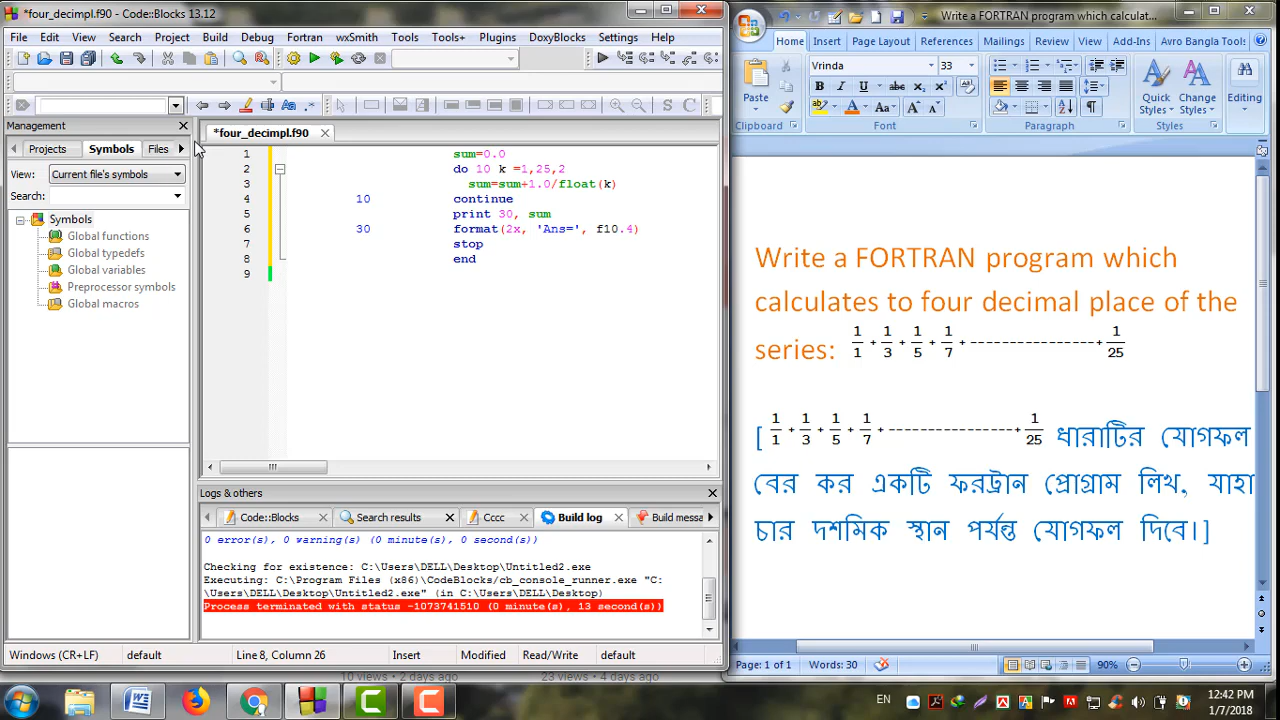 *four_decimpl.f90 - Code::Blocks 13.12
File Edit View Search Project Build Debug Fortran wxSmith Tools Tools+ Plugins DoxyBlocks Settings Help
Management
Projects Symbols Files
View: Current file's symbols
Search:
Symbols
Global functions
Global typedefs
Global variables
Preprocessor symbols
Global macros
*four_decimpl.f90
1 sum=0.0
2 do 10 k =1,25,2
3 sum=sum+1.0/float(k)
4 10 continue
5 print 30, sum
6 30 format(2x, 'Ans=', f10.4)
7 stop
8 end
9
Logs & others
Code::Blocks Search results Cccc Build log Build messa
0 error(s), 0 warning(s) (0 minute(s), 0 second(s))
Checking for existence: C:\Users\DELL\Desktop\Untitled2.exe
Executing: C:\Program Files (x86)\CodeBlocks/cb_console_runner.exe "C:
\Users\DELL\Desktop\Untitled2.exe" (in C:\Users\DELL\Desktop)
Process terminated with status -1073741510 (0 minute(s), 13 second(s))
Windows (CR+LF) default Line 8, Column 26 Insert Modified Read/Write default
10 views • 2 days ago 23 views • 4 days ago
Write a FORTRAN program which calculat...
Home Insert Page Layout References Mailings Review View Add-Ins Avro Bangla Tools
Vrinda 33
Paste
Quick Styles
Change Styles
Editing
Clipboard Font Paragraph Styles
Write a FORTRAN program which
calculates to four decimal place of the
series: 1/1 + 1/3 + 1/5 + 1/7 +----------------+ 1/25
[ 1/1 + 1/3 + 1/5 + 1/7 +----------------+ 1/25 ধারাটির যোগফল
বের কর একটি ফরট্রান প্রোগ্রাম লিখ, যাহা
চার দশমিক স্থান পর্যন্ত যোগফল দিবে।]
Page: 1 of 1 Words: 30 90%
EN 12:42 PM
1/7/2018